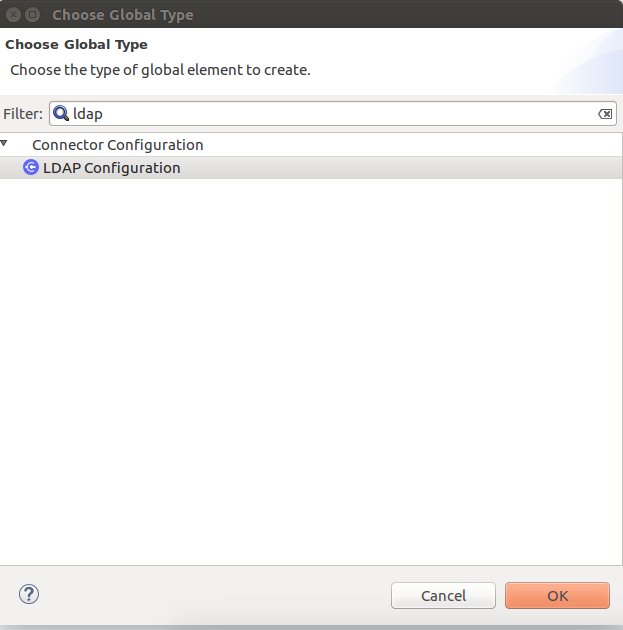 Choose Global Type
Choose Global Type
Choose the type of global element to create.
Filter: ldap
Connector Configuration
LDAP Configuration
?
Cancel OK